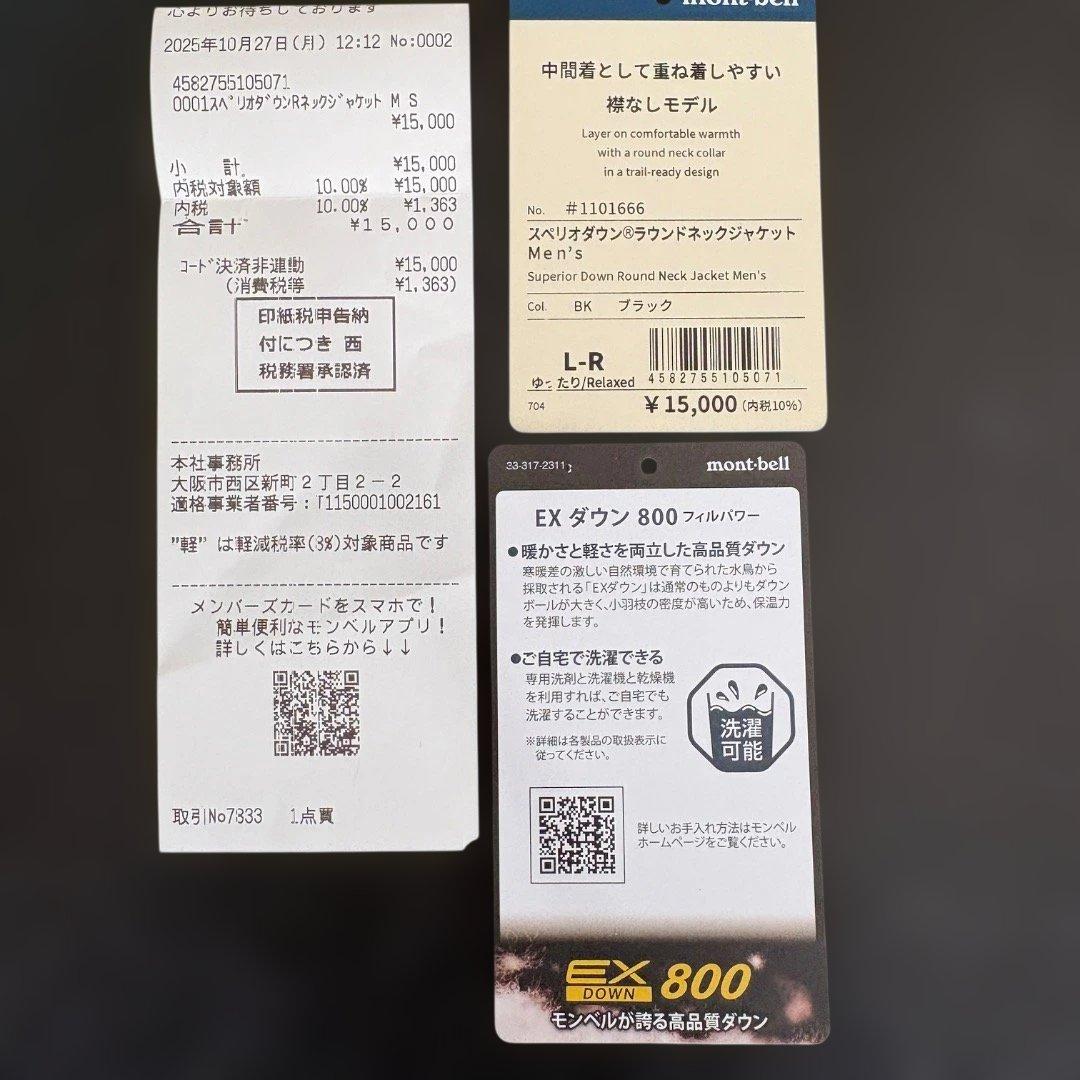 心よりお待ちしております
2025年10月27日(月) 12:12 No:0002
4582755105071
0001ｽﾍﾟﾘｵﾀﾞｳﾝRﾈｯｸｼﾞｬｹｯﾄ M S
¥15,000
小　計　¥15,000
内税対象額　10.00%　¥15,000
内税　10.00%　¥1,363
合計　¥15,000
ｺｰﾄﾞ決済非連動　¥15,000
(消費税等　¥1,363)
印紙税申告納
付につき 西
税務署承認済
本社事務所
大阪市西区新町2丁目2-2
適格事業者番号:T1150001002161
"軽" は軽減税率(8%)対象商品です
メンバーズカードをスマホで!
簡単便利なモンベルアプリ!
詳しくはこちらから↓↓
取引No7833　1点買
mont-bell
中間着として重ね着しやすい
襟なしモデル
Layer on comfortable warmth
with a round neck collar
in a trail-ready design
No. #1101666
スペリオダウン®ラウンドネックジャケット
Men's
Superior Down Round Neck Jacket Men's
Col. BK ブラック
L-R
ゆったり/Relaxed
4582755105071
704
¥15,000(内税10%)
33-317-2311
mont-bell
EX ダウン 800 フィルパワー
●暖かさと軽さを両立した高品質ダウン
寒暖差の激しい自然環境で育てられた水鳥から
採取される「EXダウン」は通常のものよりもダウン
ボールが大きく、小羽枝の密度が高いため、保温力
を発揮します。
●ご自宅で洗濯できる
専用洗剤と洗濯機と乾燥機
を利用すれば、ご自宅でも
洗濯することができます。
※詳細は各製品の取扱表示に
従ってください。
洗濯
可能
詳しいお手入れ方法はモンベル
ホームページをご覧ください。
EX
DOWN
800
モンベルが誇る高品質ダウン